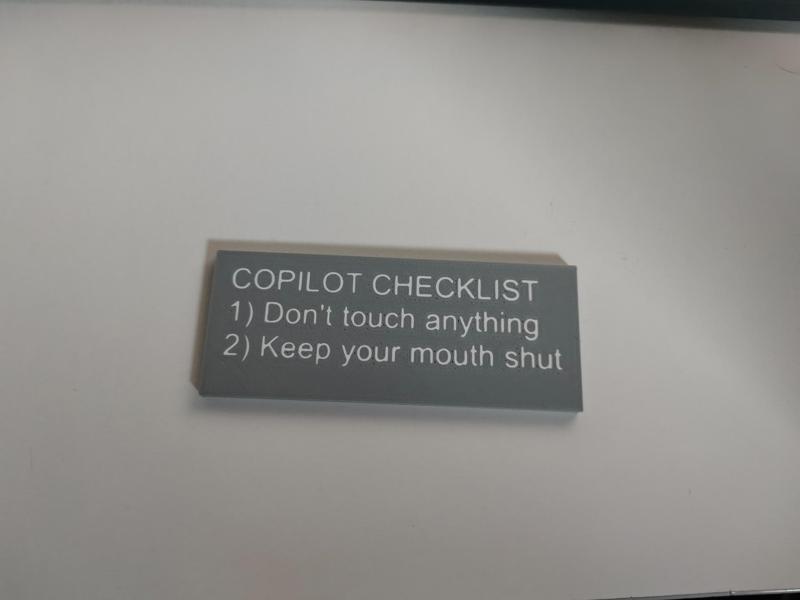 COPILOT CHECKLIST
1) Don't touch anything
2) Keep your mouth shut